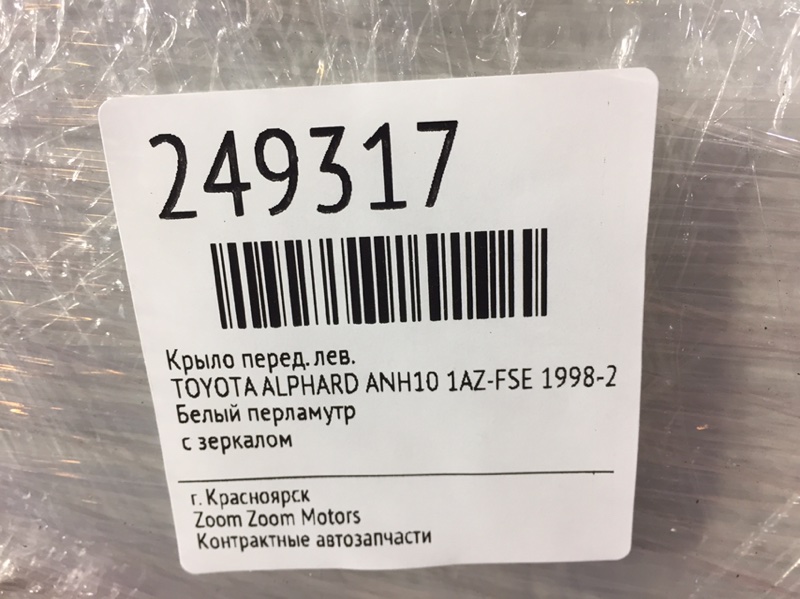 249317
Крыло перед. лев.
TOYOTA ALPHARD ANH10 1AZ-FSE 1998-2
Белый перламутр
с зеркалом
г. Красноярск
Zoom Zoom Motors
Контрактные автозапчасти